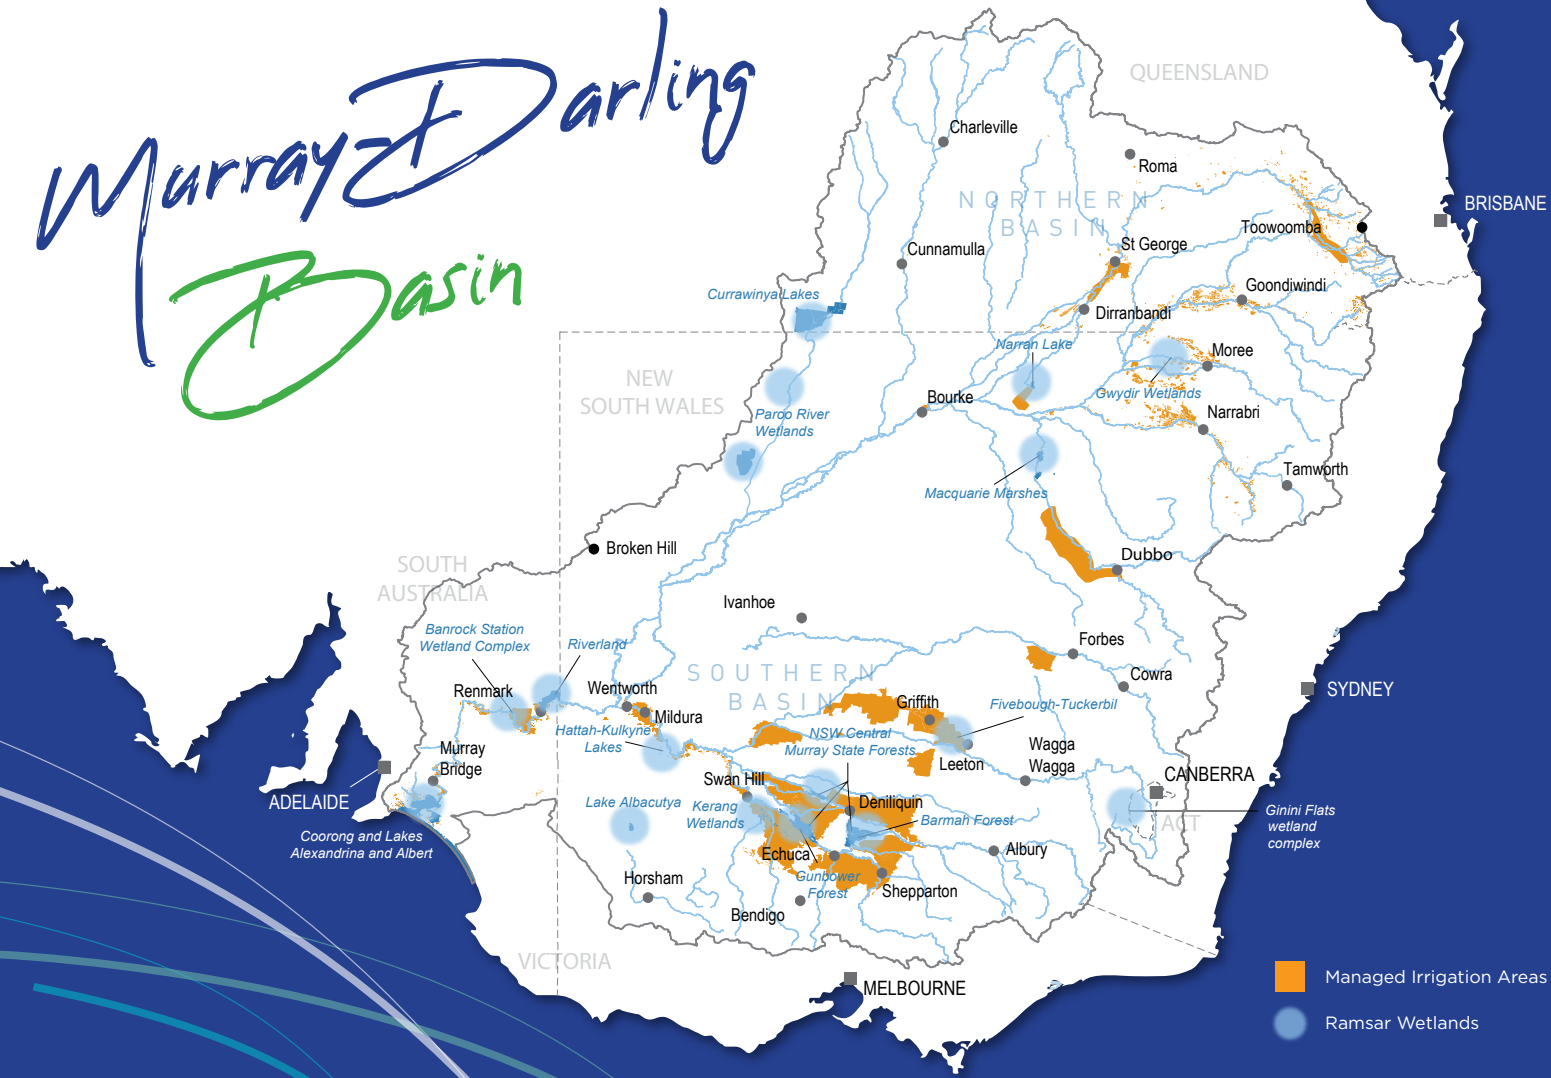 Murray-Darling
Basin
QUEENSLAND
Charleville
Roma
NORTHERN
BASIN
BRISBANE
Toowoomba
St George
Cunnamulla
Goondiwindi
Currawinya Lakes
Dirranbandi
Narran Lake
Moree
NEW
SOUTH WALES
Gwydir Wetlands
Bourke
Paroo River
Wetlands
Narrabri
Tamworth
Macquarie Marshes
Broken Hill
Dubbo
SOUTH
AUSTRALIA
Ivanhoe
Banrock Station
Wetland Complex
Riverland
Forbes
SOUTHERN
BASIN
Cowra
Renmark
Wentworth
SYDNEY
Griffith
Fivebough-Tuckerbil
Mildura
Hattah-Kulkyne
Lakes
NSW Central
Murray State Forests
Murray
Bridge
Wagga
Wagga
Leeton
CANBERRA
Swan Hill
ADELAIDE
Lake Albacutya
Kerang
Wetlands
Deniliquin
Barmah Forest
ACT
Ginini Flats
wetland
complex
Coorong and Lakes
Alexandrina and Albert
Echuca
Albury
Gunbower
Forest
Horsham
Shepparton
Bendigo
VICTORIA
MELBOURNE
Managed Irrigation Areas
Ramsar Wetlands